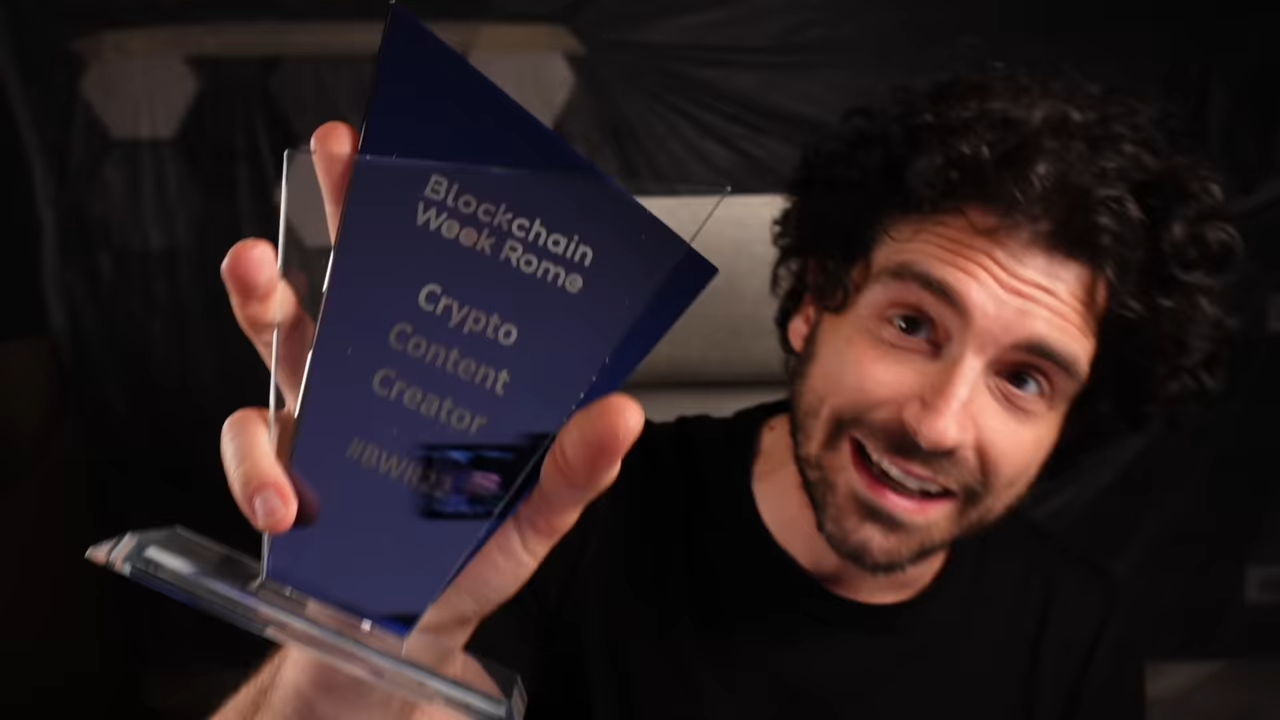 Blockchain
Week Rome
Crypto
Content
Creator